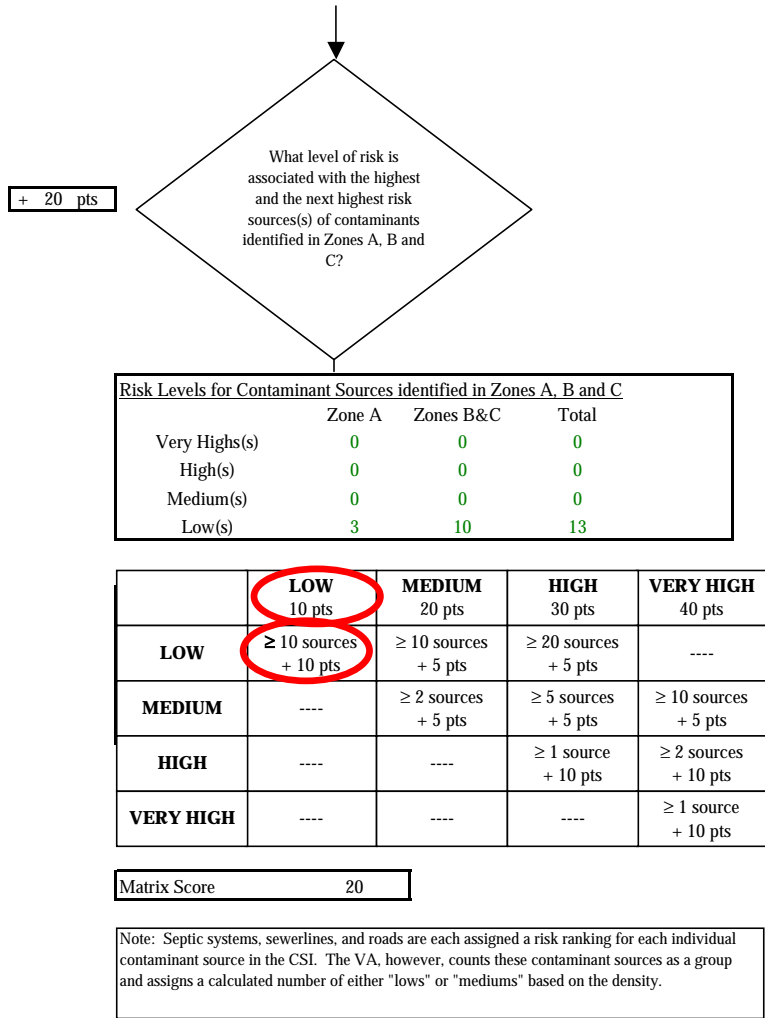 What level of risk is
associated with the highest
and the next highest risk
sources(s) of contaminants
identified in Zones A, B and
C?
+ 20 pts
Risk Levels for Contaminant Sources identified in Zones A, B and C
Zone A Zones B&C Total
Very Highs(s) 0 0 0
High(s) 0 0 0
Medium(s) 0 0 0
Low(s) 3 10 13
LOW MEDIUM HIGH VERY HIGH
10 pts 20 pts 30 pts 40 pts
LOW ≥ 10 sources ≥ 10 sources ≥ 20 sources ----
+ 10 pts + 5 pts + 5 pts
MEDIUM ---- ≥ 2 sources ≥ 5 sources ≥ 10 sources
+ 5 pts + 5 pts + 5 pts
HIGH ---- ---- ≥ 1 source ≥ 2 sources
+ 10 pts + 10 pts
VERY HIGH ---- ---- ---- ≥ 1 source
+ 10 pts
Matrix Score 20
Note: Septic systems, sewerlines, and roads are each assigned a risk ranking for each individual
contaminant source in the CSI. The VA, however, counts these contaminant sources as a group
and assigns a calculated number of either "lows" or "mediums" based on the density.